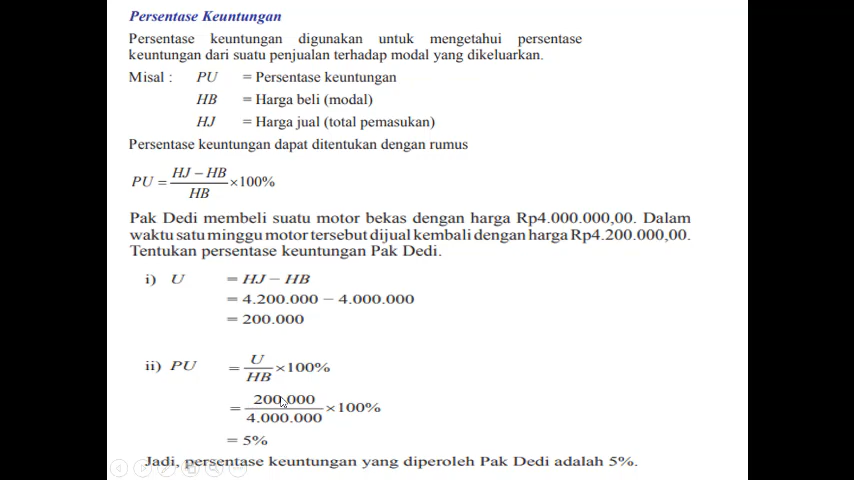 Persentase Keuntungan
Persentase keuntungan digunakan untuk mengetahui persentase
keuntungan dari suatu penjualan terhadap modal yang dikeluarkan.
Misal : PU = Persentase keuntungan
HB = Harga beli (modal)
HJ = Harga jual (total pemasukan)
Persentase keuntungan dapat ditentukan dengan rumus
PU = (HJ − HB)/HB ×100%
Pak Dedi membeli suatu motor bekas dengan harga Rp4.000.000,00. Dalam
waktu satu minggu motor tersebut dijual kembali dengan harga Rp4.200.000,00.
Tentukan persentase keuntungan Pak Dedi.
i) U = HJ − HB
= 4.200.000 − 4.000.000
= 200.000
ii) PU = U/HB ×100%
= 200.000/4.000.000 ×100%
= 5%
Jadi, persentase keuntungan yang diperoleh Pak Dedi adalah 5%.